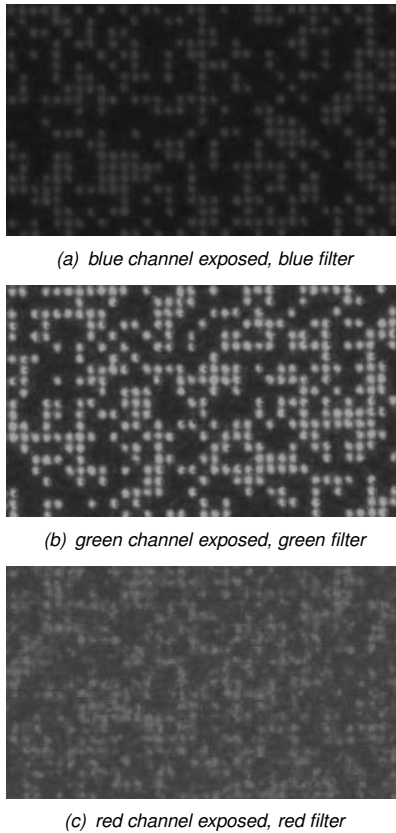 (a) blue channel exposed, blue filter
(b) green channel exposed, green filter
(c) red channel exposed, red filter